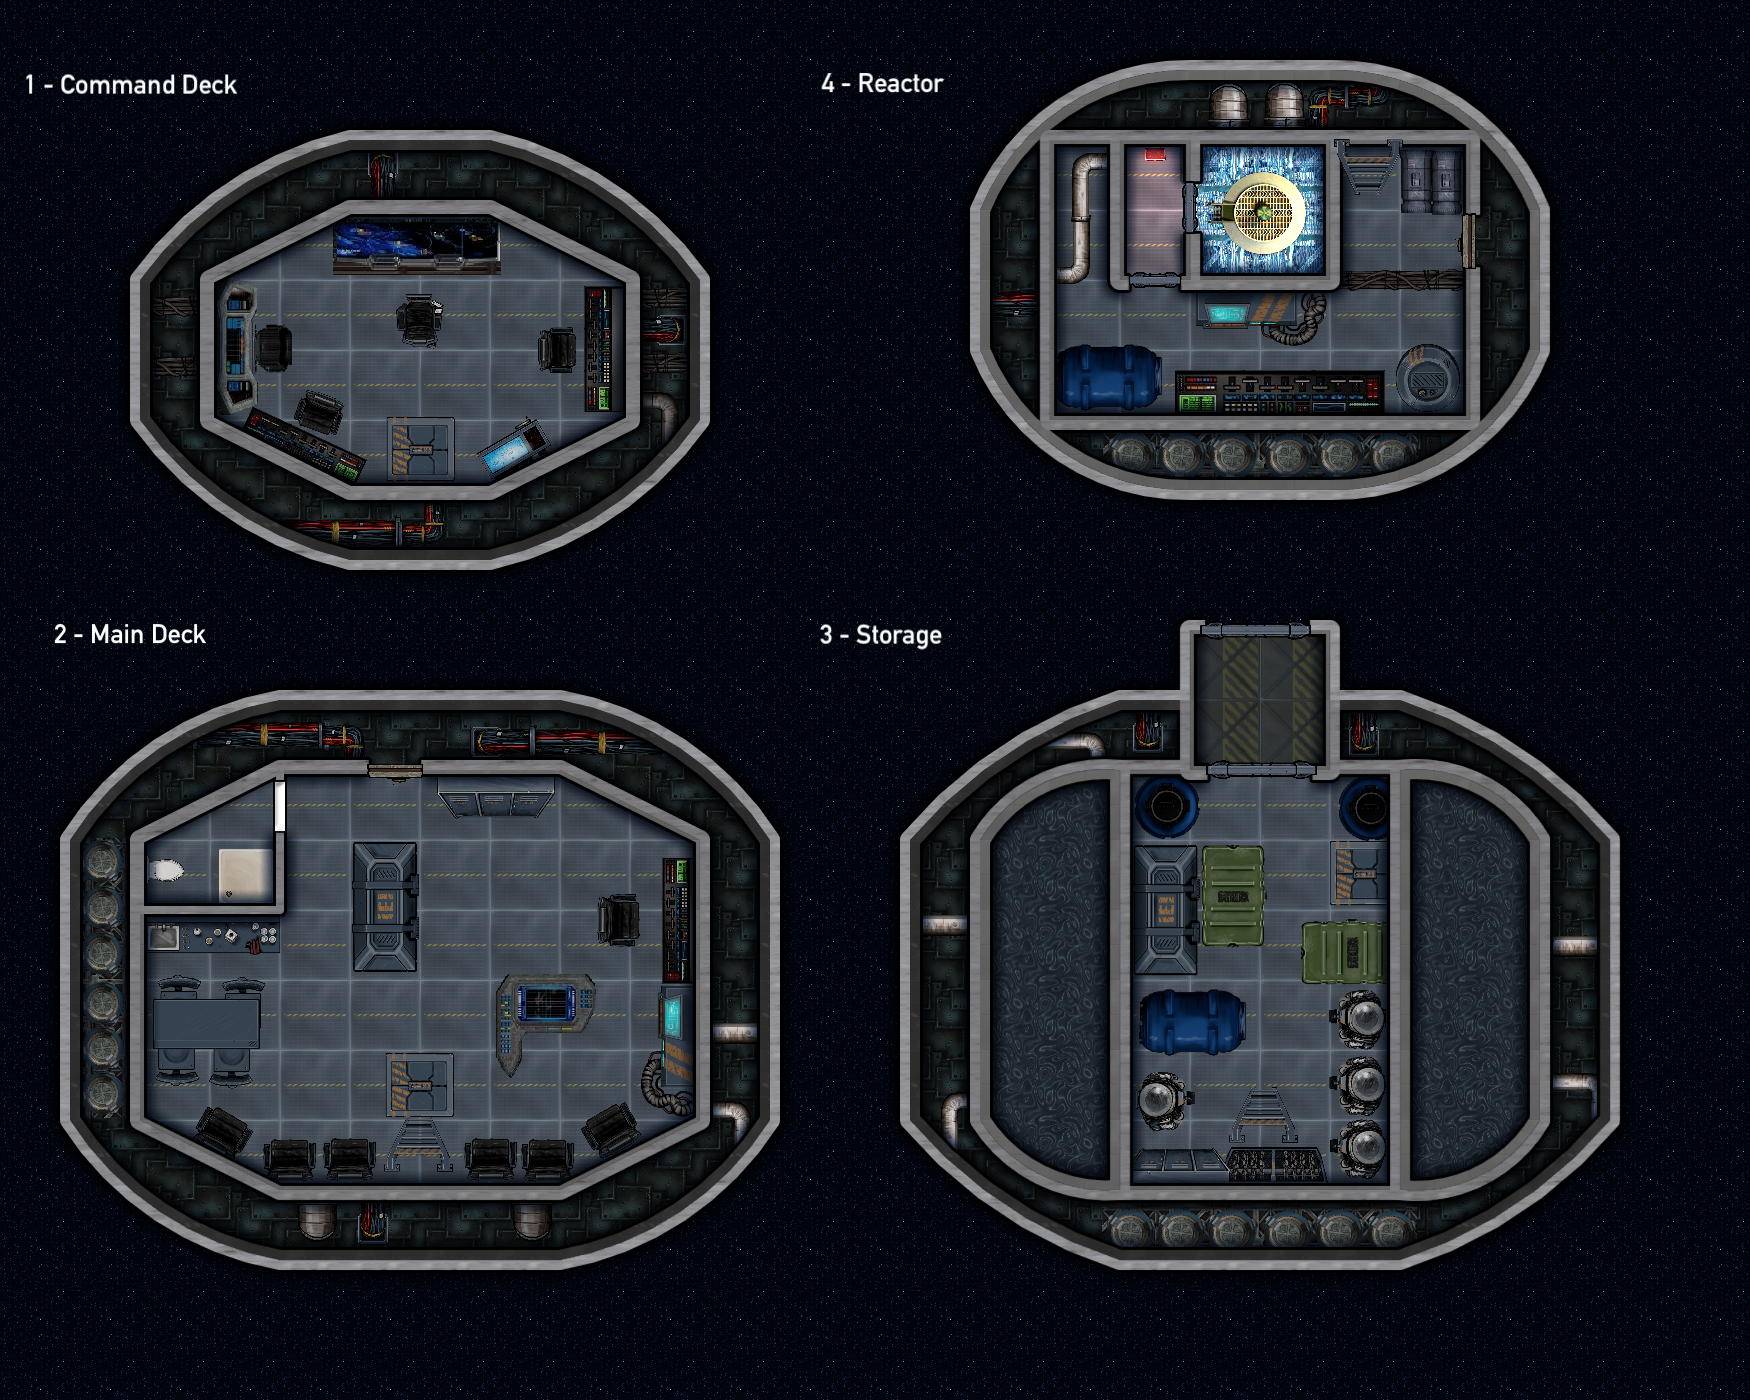 1 - Command Deck
4 - Reactor
2 - Main Deck
3 - Storage